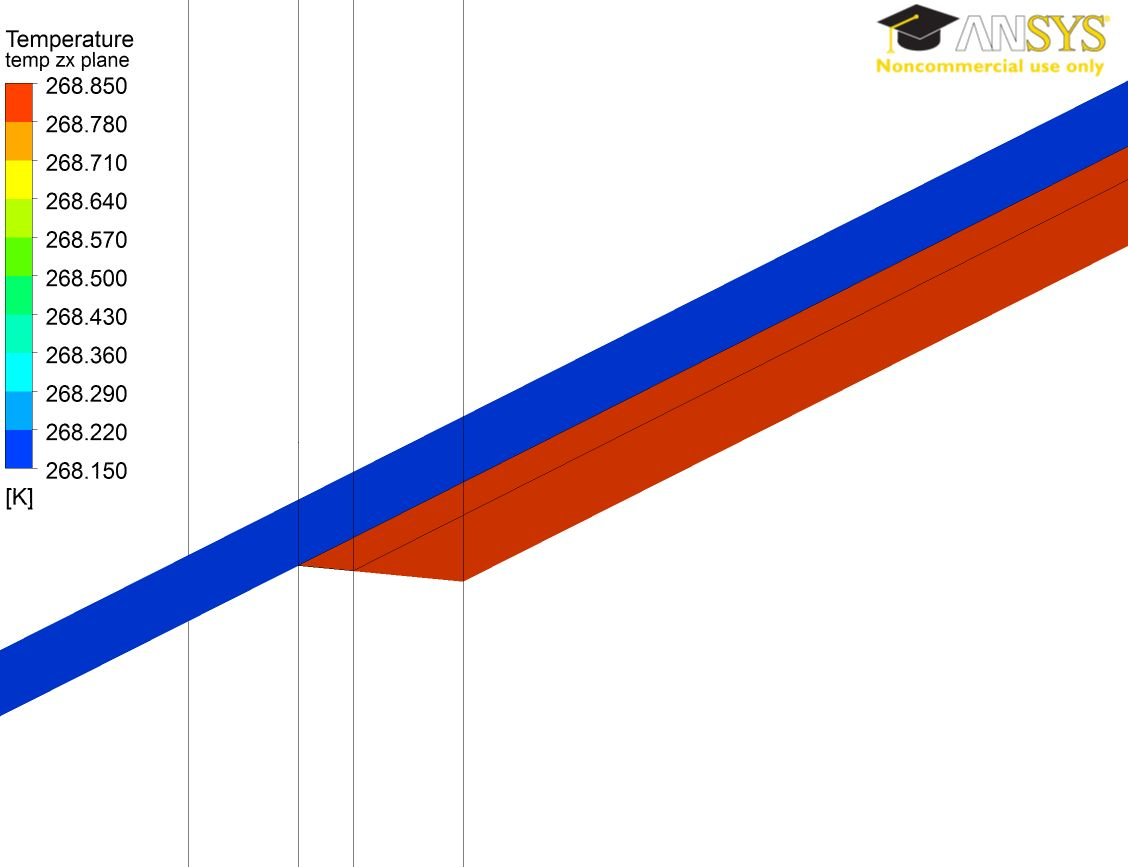 Temperature
temp zx plane
268.850
268.780
268.710
268.640
268.570
268.500
268.430
268.360
268.290
268.220
268.150
[K]
ANSYS®
Noncommercial use only